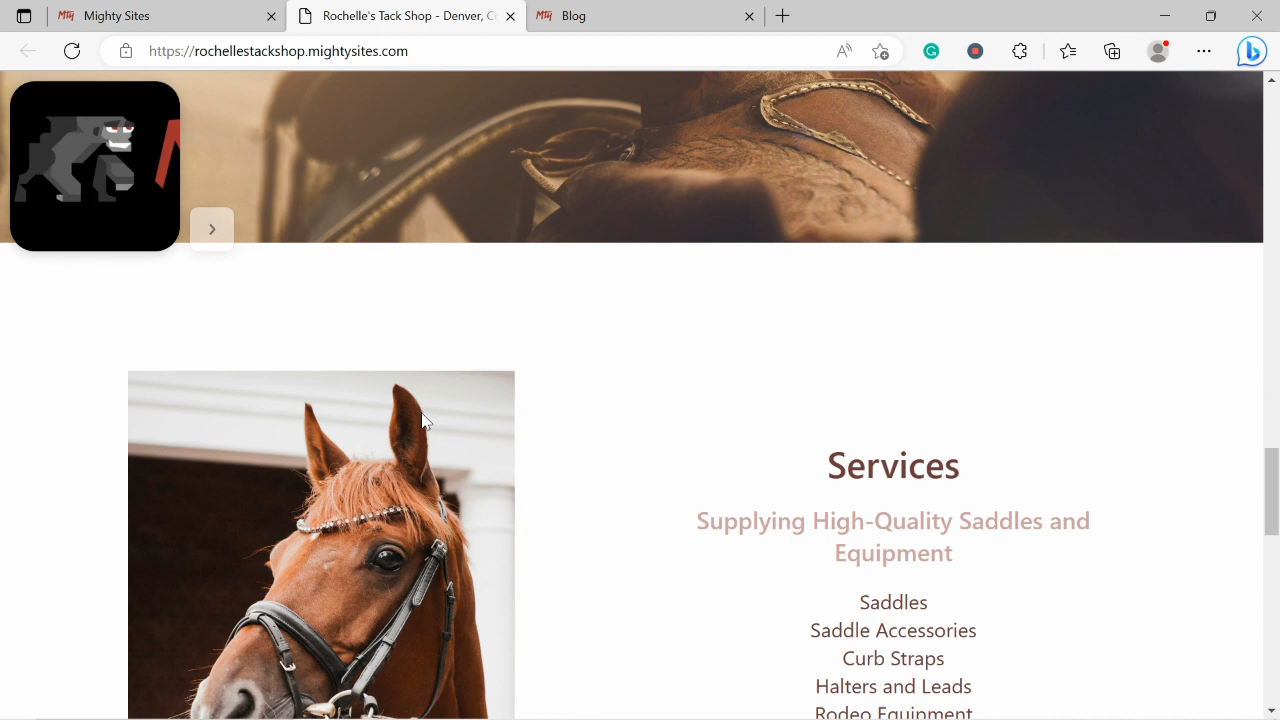 Mighty Sites
Rochelle's Tack Shop - Denver, C
Blog
https://rochellestackshop.mightysites.com
Services
Supplying High-Quality Saddles and
Equipment
Saddles
Saddle Accessories
Curb Straps
Halters and Leads
Rodeo Equipment